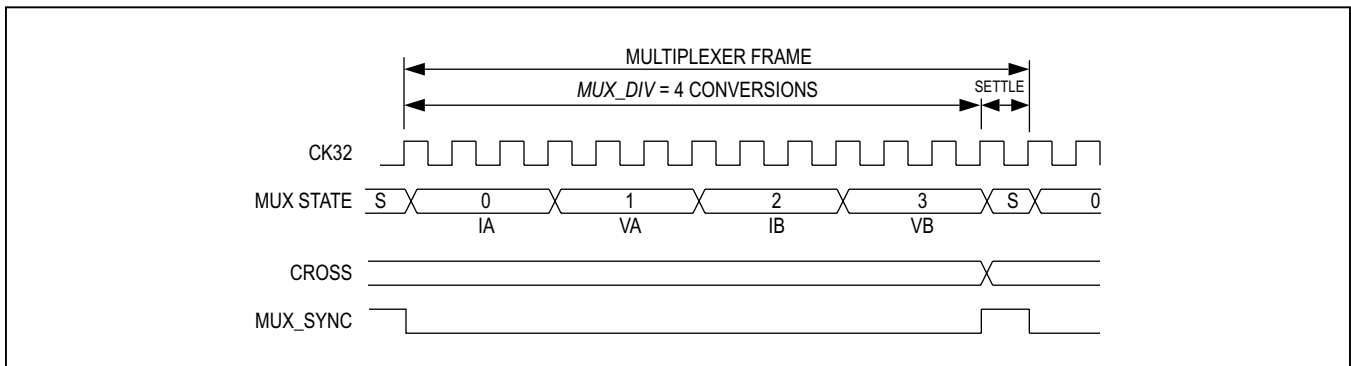 MULTIPLEXER FRAME
MUX_DIV = 4 CONVERSIONS SETTLE
CK32
MUX STATE S 0 1 2 3 S 0
IA VA IB VB
CROSS
MUX_SYNC